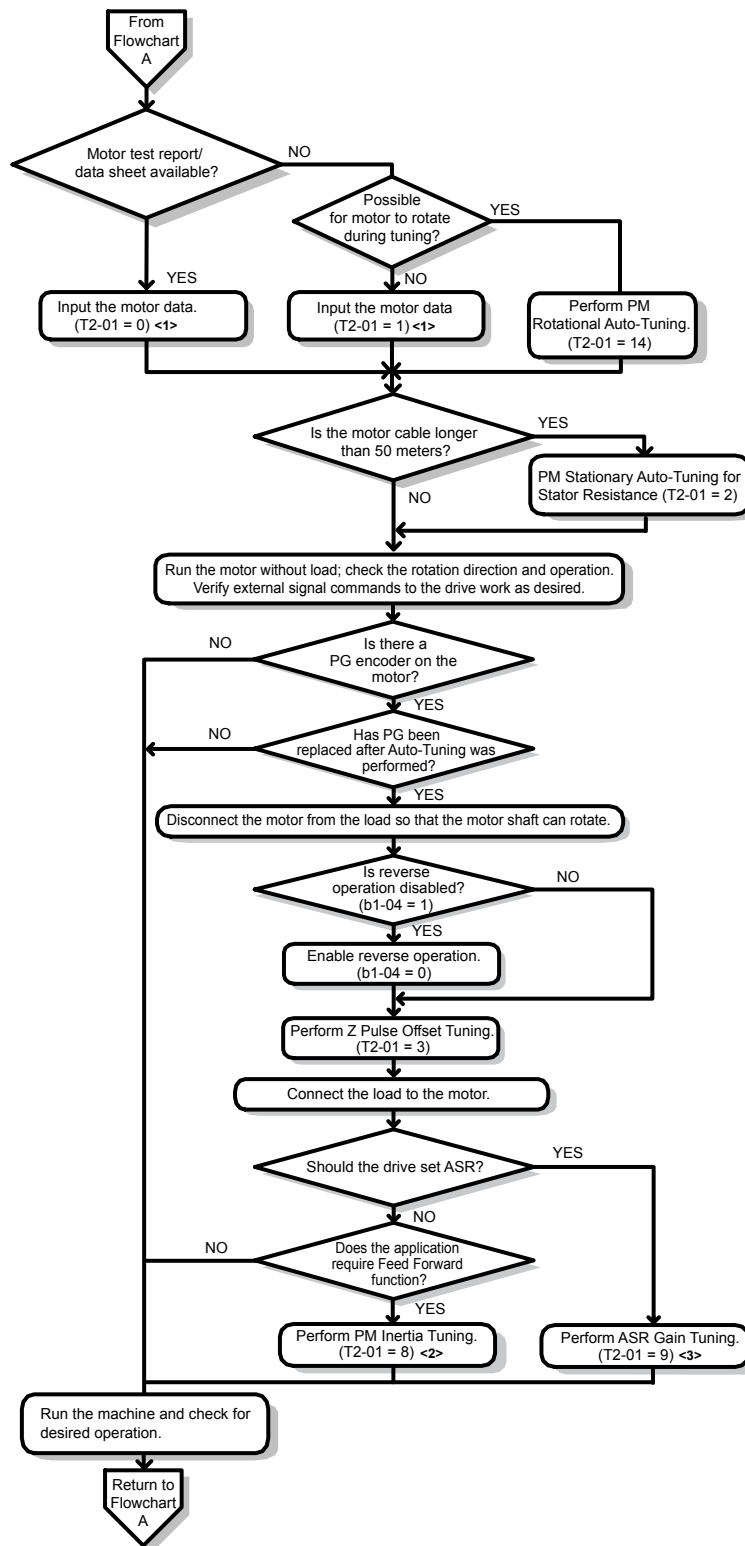 From
Flowchart
A
Motor test report/
data sheet available?
NO
Possible
for motor to rotate
during tuning?
YES
YES
NO
Input the motor data.
(T2-01 = 0) <1>
Input the motor data
(T2-01 = 1) <1>
Perform PM
Rotational Auto-Tuning.
(T2-01 = 14)
Is the motor cable longer
than 50 meters?
YES
PM Stationary Auto-Tuning for
Stator Resistance (T2-01 = 2)
NO
Run the motor without load; check the rotation direction and operation.
Verify external signal commands to the drive work as desired.
NO
Is there a
PG encoder on the
motor?
YES
NO
Has PG been
replaced after Auto-Tuning was
performed?
YES
Disconnect the motor from the load so that the motor shaft can rotate.
Is reverse
operation disabled?
(b1-04 = 1)
NO
YES
Enable reverse operation.
(b1-04 = 0)
Perform Z Pulse Offset Tuning.
(T2-01 = 3)
Connect the load to the motor.
Should the drive set ASR?
YES
NO
NO
Does the application
require Feed Forward
function?
YES
Perform PM Inertia Tuning.
(T2-01 = 8) <2>
Perform ASR Gain Tuning.
(T2-01 = 9) <3>
Run the machine and check for
desired operation.
Return to
Flowchart
A